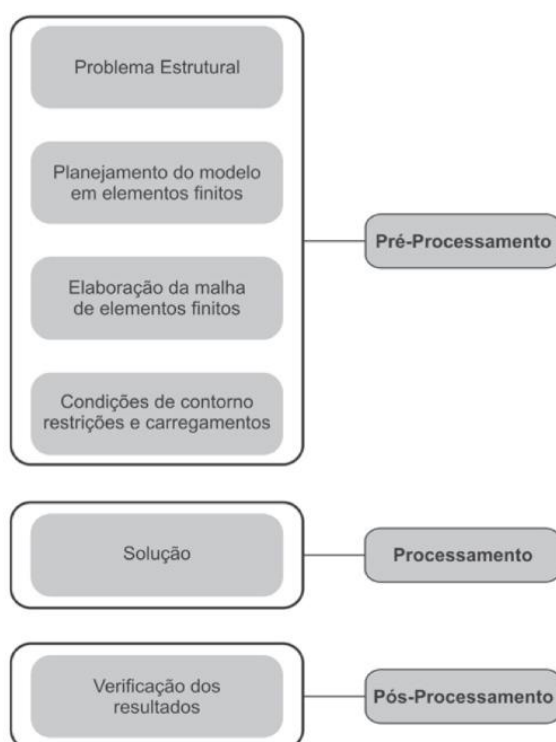 Problema Estrutural
Planejamento do modelo
em elementos finitos
Pré-Processamento
Elaboração da malha
de elementos finitos
Condições de contorno
restrições e carregamentos
Solução
Processamento
Verificação dos
resultados
Pós-Processamento